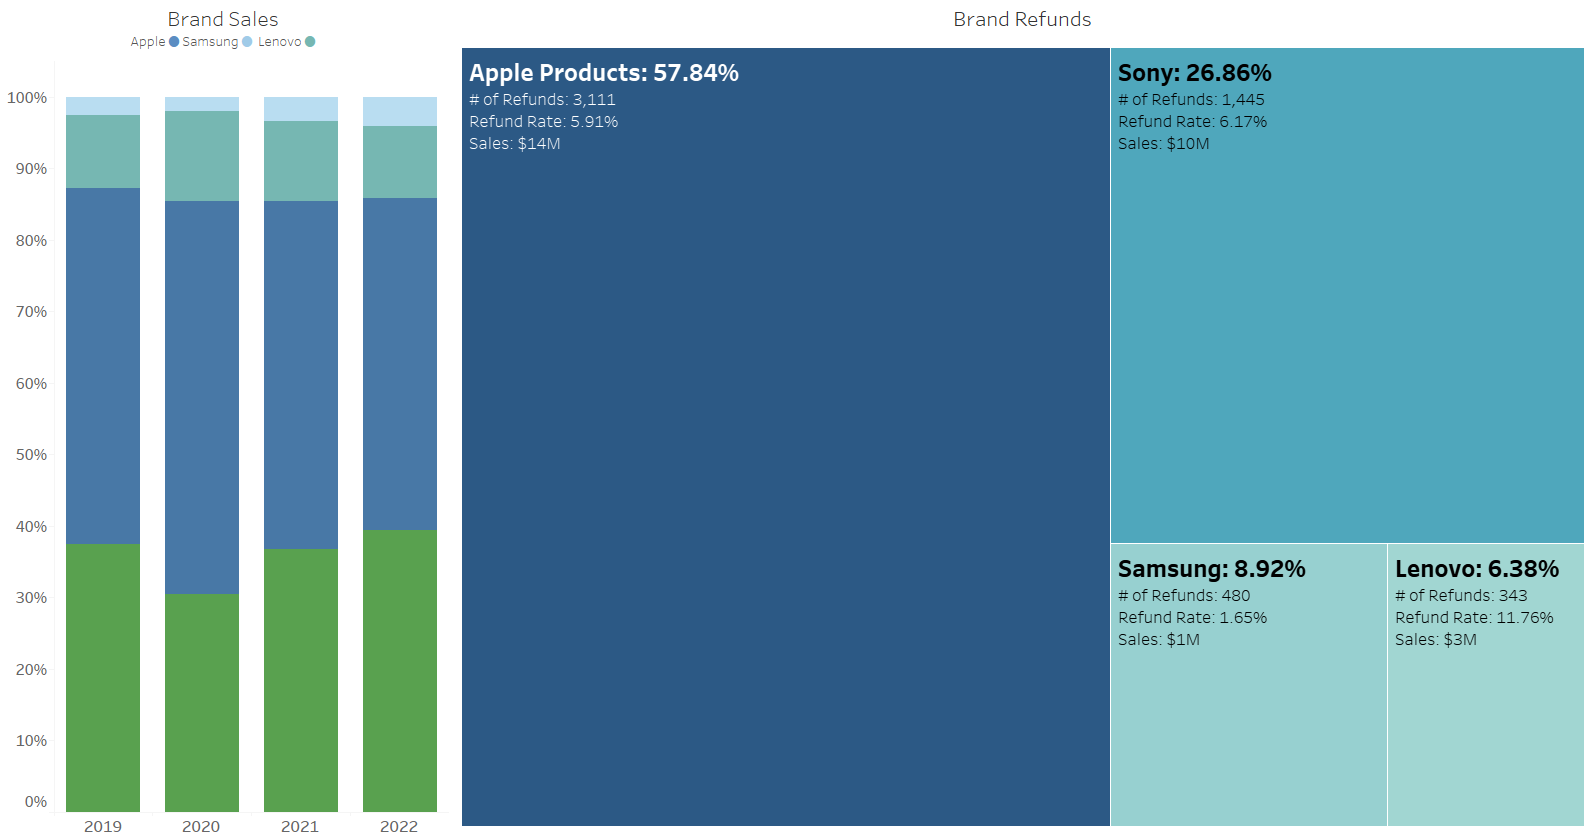 Brand Sales
Apple Samsung Lenovo
100%
90%
80%
70%
60%
50%
40%
30%
20%
10%
0%
2019 2020 2021 2022
Brand Refunds
Apple Products: 57.84%
# of Refunds: 3,111
Refund Rate: 5.91%
Sales: $14M
Sony: 26.86%
# of Refunds: 1,445
Refund Rate: 6.17%
Sales: $10M
Samsung: 8.92%
# of Refunds: 480
Refund Rate: 1.65%
Sales: $1M
Lenovo: 6.38%
# of Refunds: 343
Refund Rate: 11.76%
Sales: $3M